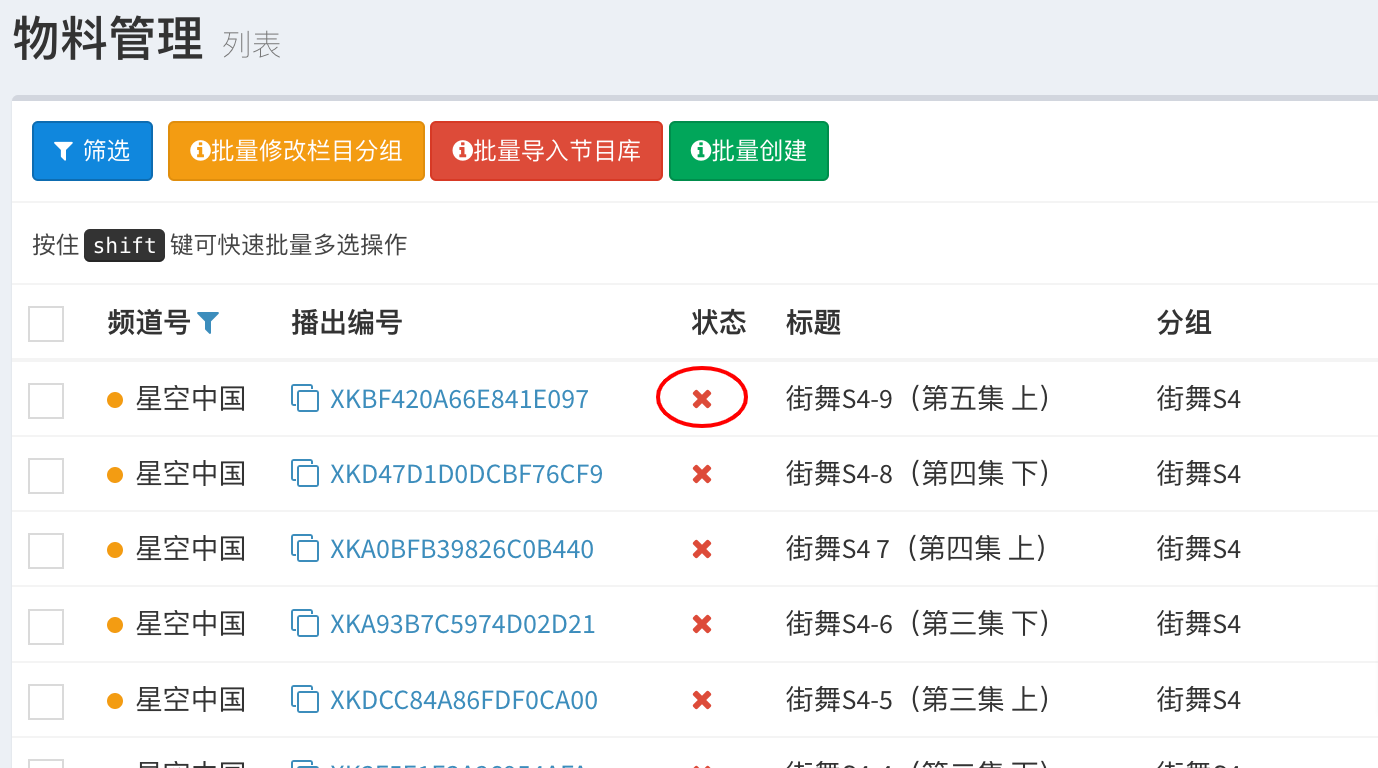 物料管理 列表
筛选 批量修改栏目分组 批量导入节目库 批量创建
按住 shift 键可快速批量多选操作
频道号 播出编号 状态 标题 分组
星空中国 XKBF420A66E841E097 街舞S4-9（第五集 上） 街舞S4
星空中国 XKD47D1D0DCBF76CF9 街舞S4-8（第四集 下） 街舞S4
星空中国 XKA0BFB39826C0B440 街舞S4 7（第四集 上） 街舞S4
星空中国 XKA93B7C5974D02D21 街舞S4-6（第三集 下） 街舞S4
星空中国 XKDCC84A86FDF0CA00 街舞S4-5（第三集 上） 街舞S4